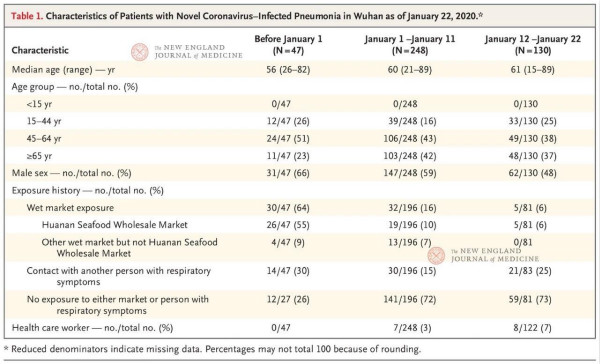 Table 1. Characteristics of Patients with Novel Coronavirus–Infected Pneumonia in Wuhan as of January 22, 2020.*
Characteristic
The NEW ENGLAND
JOURNAL of MEDICINE
Before January 1
(N=47)
January 1 –January 11
(N=248)
January 12 –January 22
(N=130)
Median age (range) — yr 56 (26–82) 60 (21–89) 61 (15–89)
Age group — no./total no. (%)
<15 yr 0/47 0/248 0/130
15–44 yr 12/47 (26) 39/248 (16) 33/130 (25)
45–64 yr 24/47 (51) 106/248 (43) 49/130 (38)
≥65 yr 11/47 (23) 103/248 (42) 48/130 (37)
Male sex — no./total no. (%) 31/47 (66) 147/248 (59) 62/130 (48)
Exposure history — no./total no. (%)
Wet market exposure 30/47 (64) 32/196 (16) 5/81 (6)
Huanan Seafood Wholesale Market 26/47 (55) 19/196 (10) 5/81 (6)
Other wet market but not Huanan Seafood
Wholesale Market 4/47 (9) 13/196 (7) 0/81
The NEW ENGLAND
JOURNAL of MEDICINE
Contact with another person with respiratory
symptoms 14/47 (30) 30/196 (15) 21/83 (25)
No exposure to either market or person with
respiratory symptoms 12/27 (26) 141/196 (72) 59/81 (73)
Health care worker — no./total no. (%) 0/47 7/248 (3) 8/122 (7)
* Reduced denominators indicate missing data. Percentages may not total 100 because of rounding.